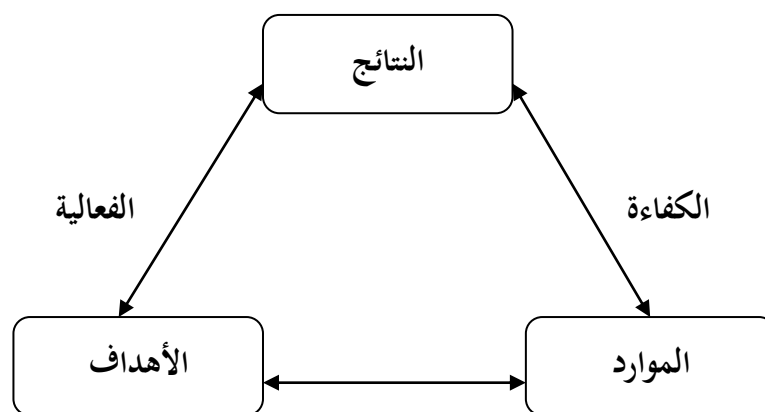 النتائج
الكفاءة
الفعالية
الموارد
الأهداف